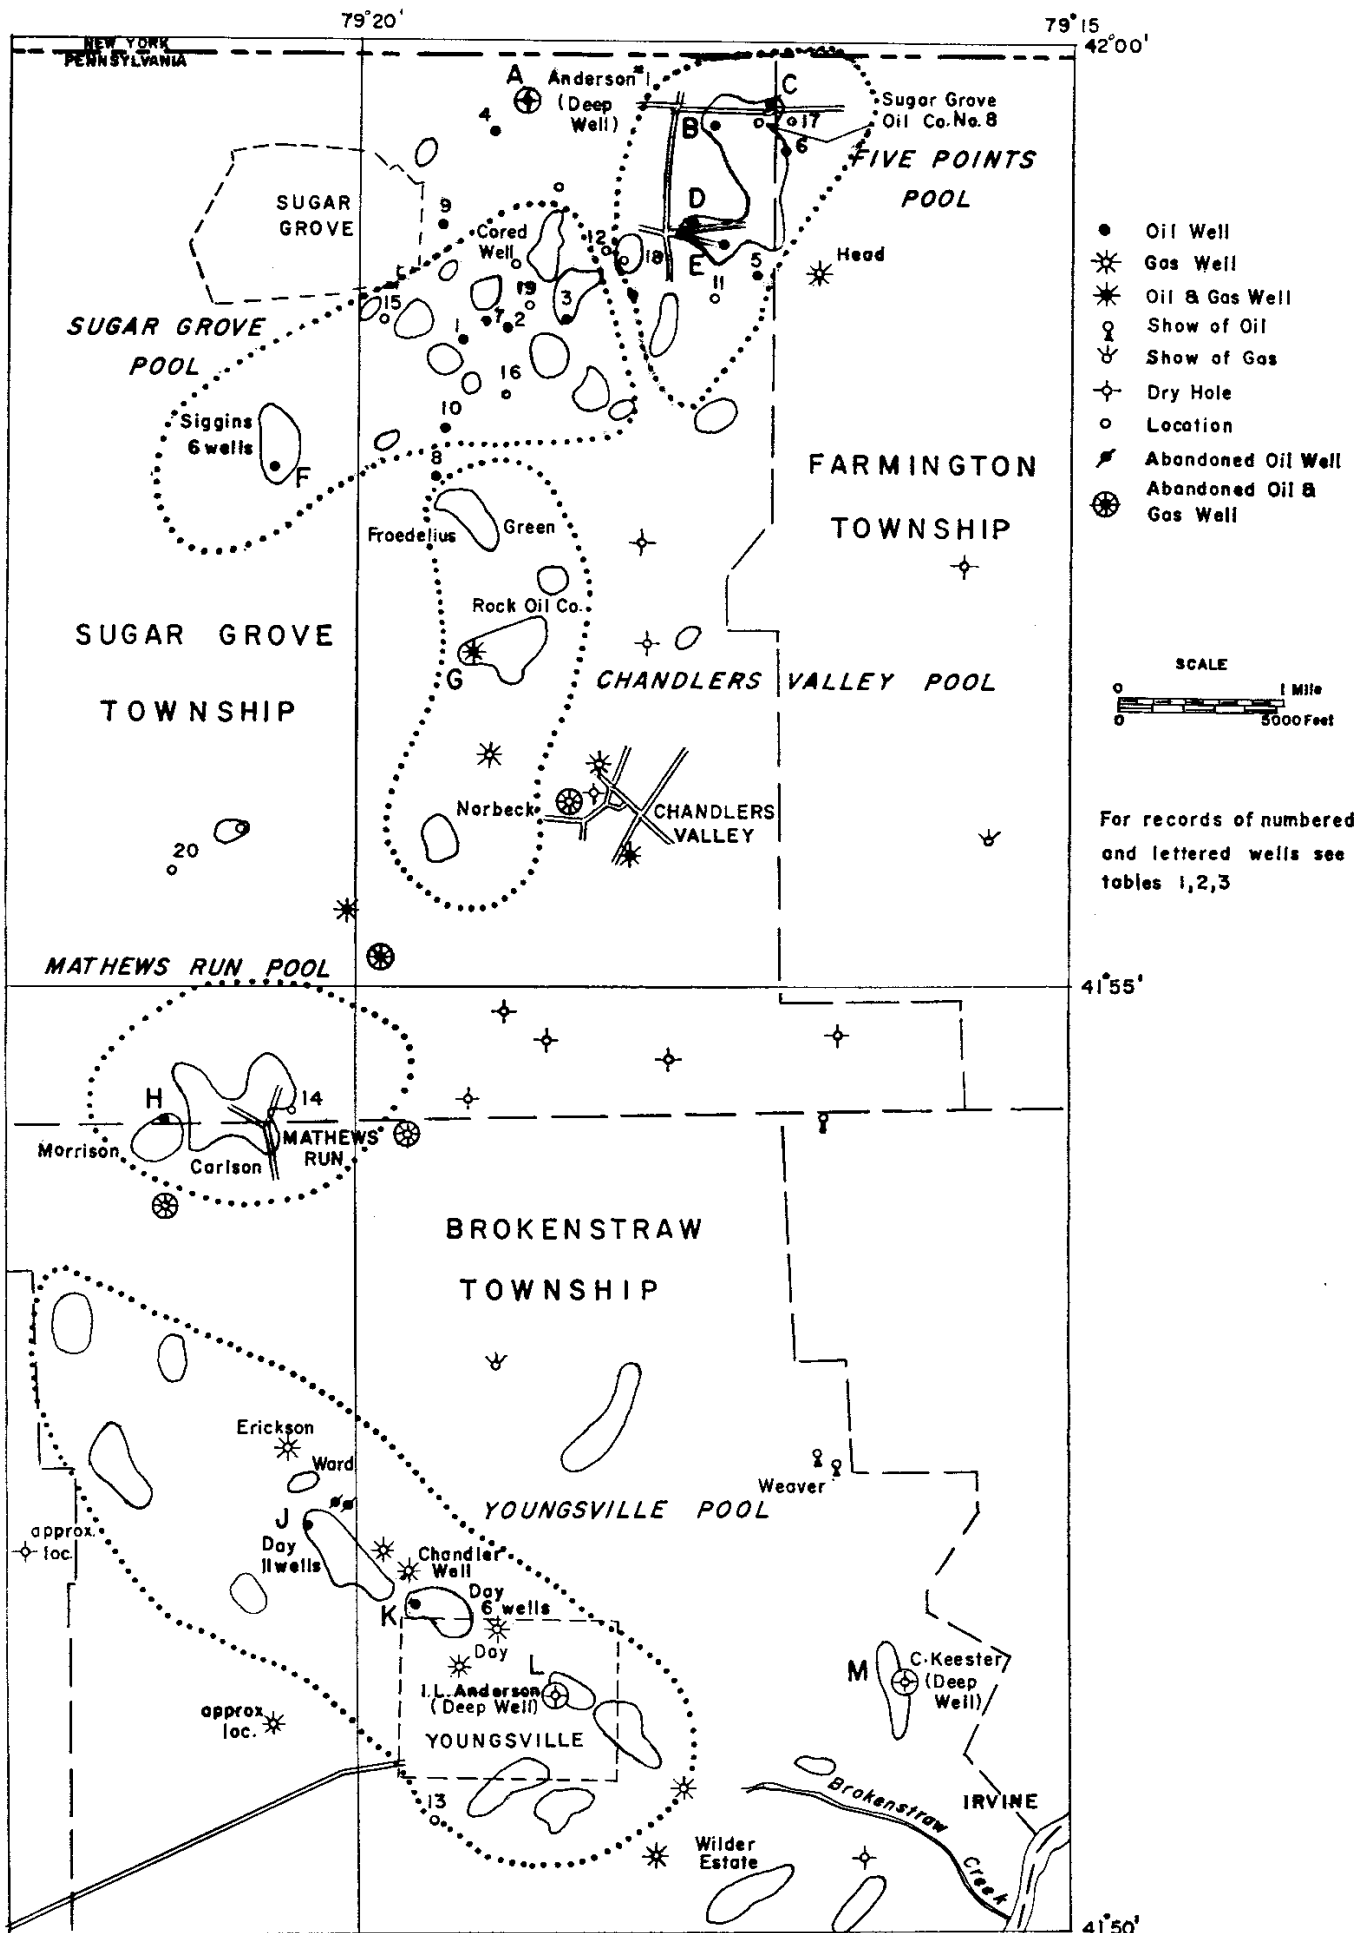 79°20'
79°15
42°00'
NEW YORK
PENNSYLVANIA
A
Anderson #1
(Deep
Well)
C
Sugar Grove
Oil Co. No. 8
4
B
17
6
FIVE POINTS
POOL
SUGAR
GROVE
9
Cored
Well
12
18
D
E
5
11
Head
15
19
3
1
7
2
SUGAR GROVE
POOL
16
10
Siggins
6 wells
F
8
Froedelius
Green
FARMINGTON
TOWNSHIP
Oil Well
Gas Well
Oil & Gas Well
Show of Oil
Show of Gas
Dry Hole
Location
Abandoned Oil Well
Abandoned Oil &
Gas Well
Rock Oil Co.
SUGAR GROVE
TOWNSHIP
G
CHANDLERS VALLEY POOL
SCALE
0 1 Mile
0 5000 Feet
Norbeck
CHANDLERS
VALLEY
20
For records of numbered
and lettered wells see
tables 1,2,3
MATHEWS RUN POOL
41°55'
H
14
Morrison
Carlson
MATHEWS
RUN
BROKENSTRAW
TOWNSHIP
Erickson
Ward
Weaver
YOUNGSVILLE POOL
J
Day
11 wells
approx.
loc.
Chandler
Well
K
Day
6 wells
Day
L
I.L. Anderson
(Deep Well)
M
C. Keester
(Deep
Well)
approx
loc.
YOUNGSVILLE
13
Brokenstraw
Creek
IRVINE
Wilder
Estate
41°50'